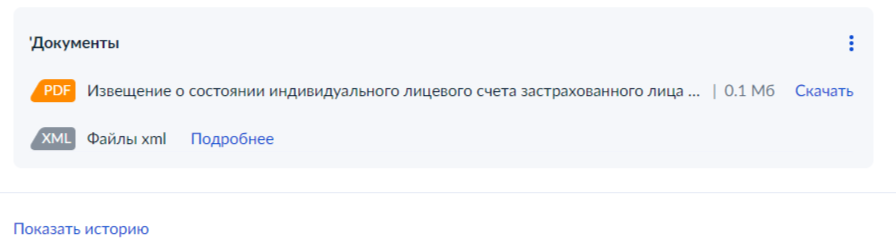 'Документы
PDF Извещение о состоянии индивидуального лицевого счета застрахованного лица ... | 0.1 Мб Скачать
XML Файлы xml Подробнее
Показать историю